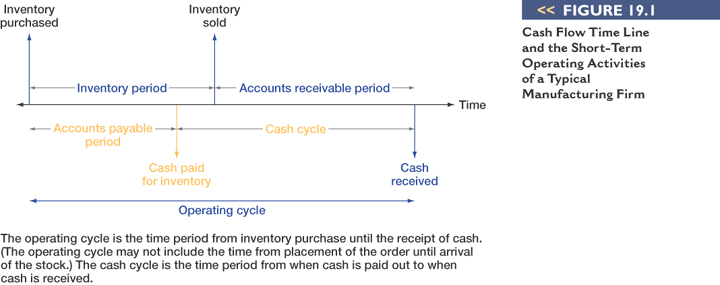 Inventory
purchased
Inventory
sold
Inventory period
Accounts receivable period
Time
Accounts payable
period
Cash cycle
Cash paid
for inventory
Cash
received
Operating cycle
The operating cycle is the time period from inventory purchase until the receipt of cash.
(The operating cycle may not include the time from placement of the order until arrival
of the stock.) The cash cycle is the time period from when cash is paid out to when
cash is received.
<< FIGURE 19.1
Cash Flow Time Line
and the Short-Term
Operating Activities
of a Typical
Manufacturing Firm